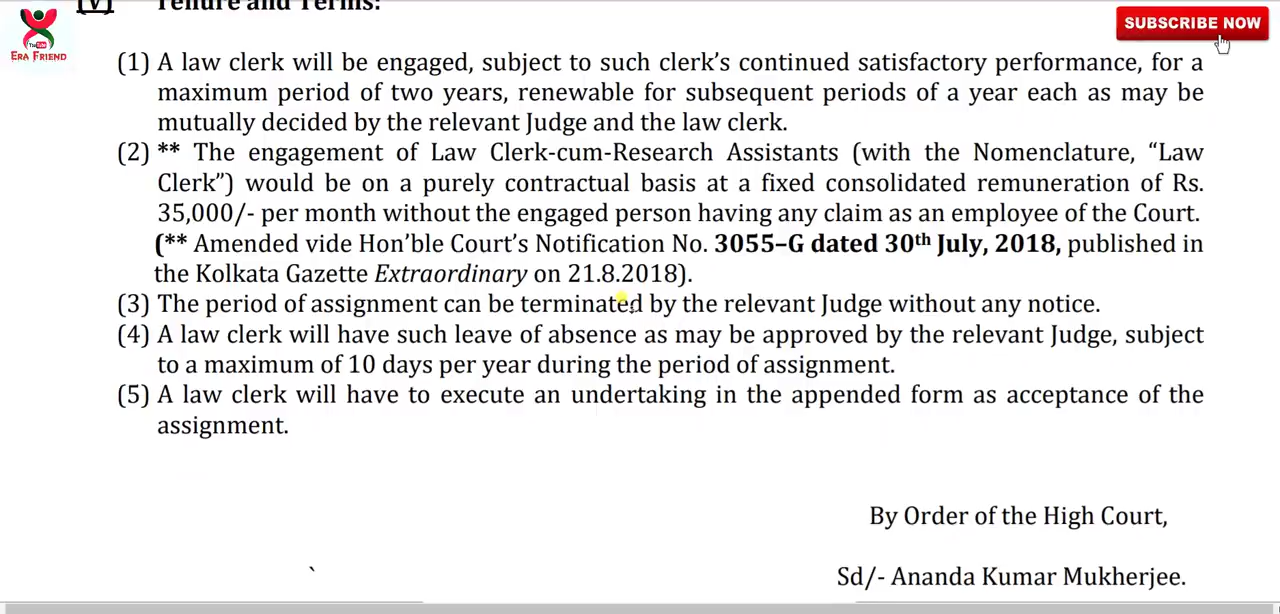 (V) Tenure and Terms:
SUBSCRIBE NOW
You Tube
ERA FRIEND
(1) A law clerk will be engaged, subject to such clerk's continued satisfactory performance, for a
maximum period of two years, renewable for subsequent periods of a year each as may be
mutually decided by the relevant Judge and the law clerk.
(2) ** The engagement of Law Clerk-cum-Research Assistants (with the Nomenclature, “Law
Clerk”) would be on a purely contractual basis at a fixed consolidated remuneration of Rs.
35,000/- per month without the engaged person having any claim as an employee of the Court.
(** Amended vide Hon’ble Court’s Notification No. 3055–G dated 30th July, 2018, published in
the Kolkata Gazette Extraordinary on 21.8.2018).
(3) The period of assignment can be terminated by the relevant Judge without any notice.
(4) A law clerk will have such leave of absence as may be approved by the relevant Judge, subject
to a maximum of 10 days per year during the period of assignment.
(5) A law clerk will have to execute an undertaking in the appended form as acceptance of the
assignment.
By Order of the High Court,
`
Sd/- Ananda Kumar Mukherjee.